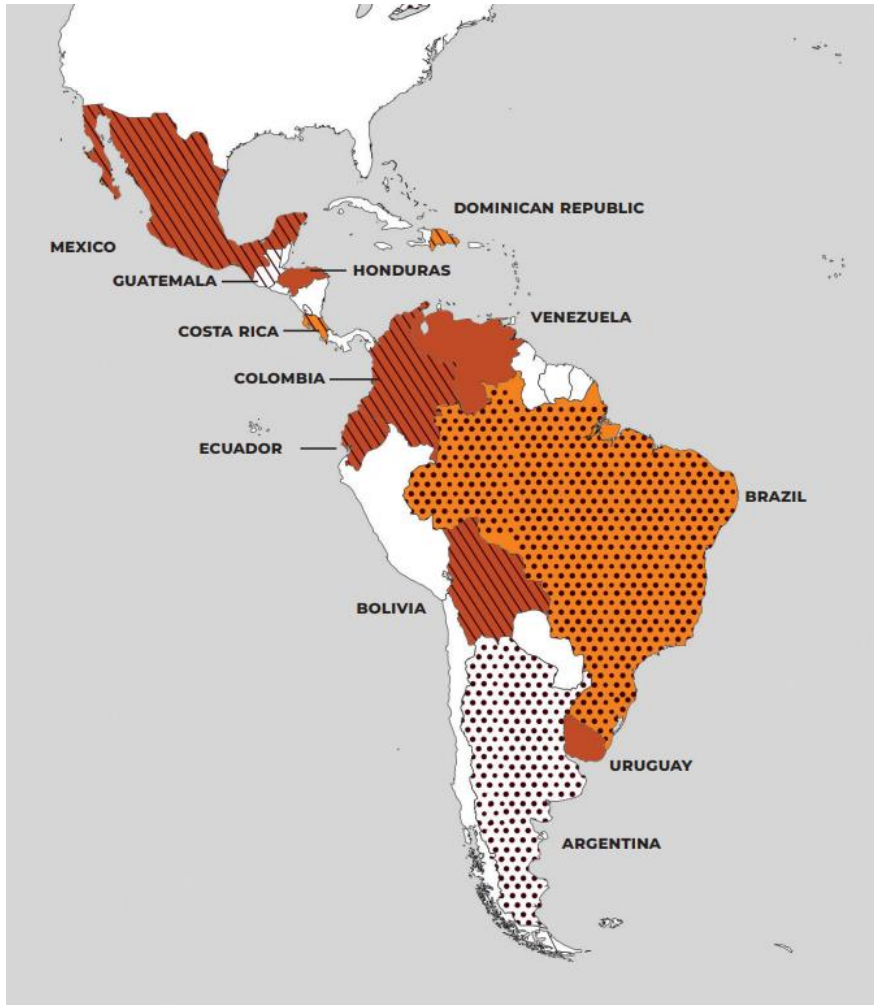 DOMINICAN REPUBLIC
MEXICO
HONDURAS
GUATEMALA
VENEZUELA
COSTA RICA
COLOMBIA
ECUADOR
BRAZIL
BOLIVIA
URUGUAY
ARGENTINA